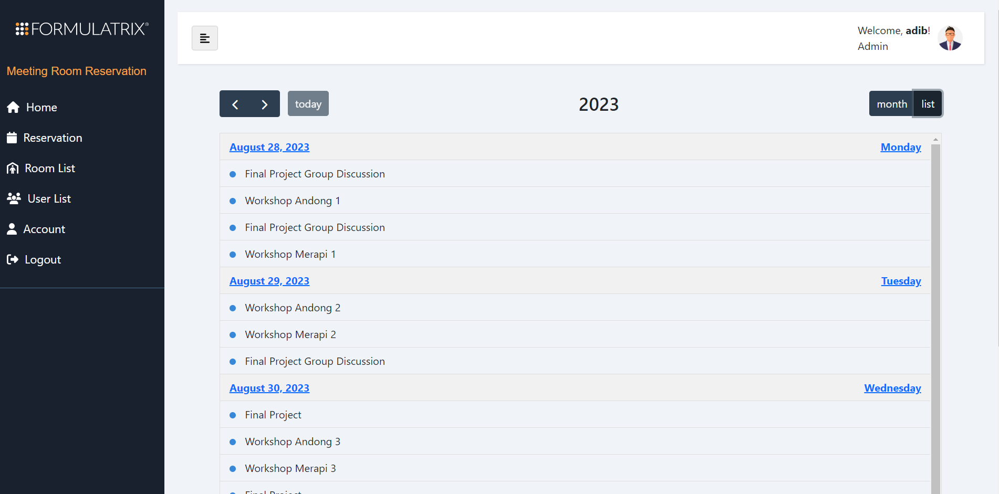 FORMULATRIX®
Meeting Room Reservation
Home
Reservation
Room List
User List
Account
Logout
Welcome, adib!
Admin
today
2023
month
list
August 28, 2023 Monday
Final Project Group Discussion
Workshop Andong 1
Final Project Group Discussion
Workshop Merapi 1
August 29, 2023 Tuesday
Workshop Andong 2
Workshop Merapi 2
Final Project Group Discussion
August 30, 2023 Wednesday
Final Project
Workshop Andong 3
Workshop Merapi 3
Final Project